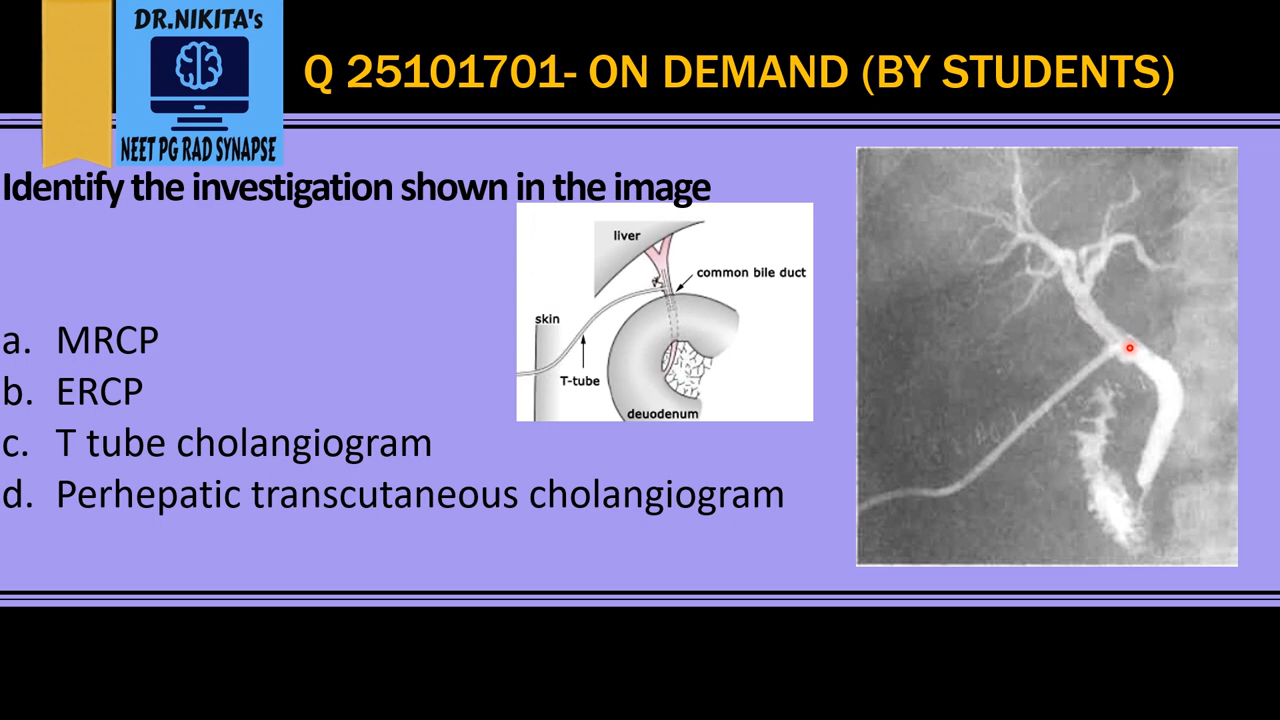 DR.NIKITA's
NEET PG RAD SYNAPSE
Q 25101701- ON DEMAND (BY STUDENTS)
Identify the investigation shown in the image
liver
common bile duct
skin
T-tube
deuodenum
a. MRCP
b. ERCP
c. T tube cholangiogram
d. Perhepatic transcutaneous cholangiogram